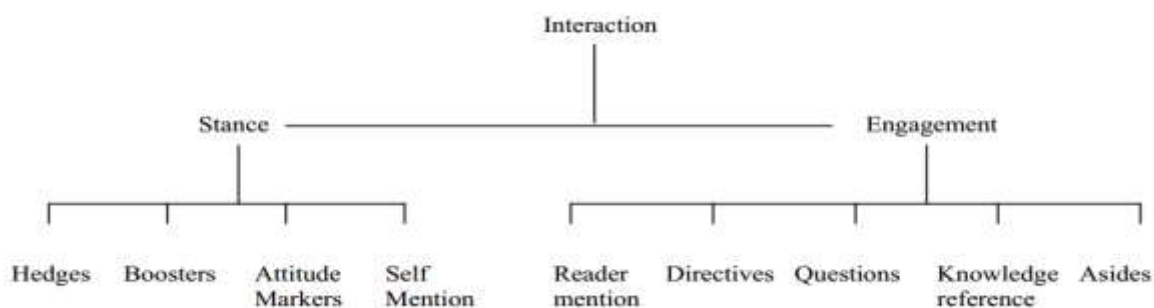 Interaction
Stance
Engagement
Hedges
Boosters
Attitude
Markers
Self
Mention
Reader
mention
Directives
Questions
Knowledge
reference
Asides